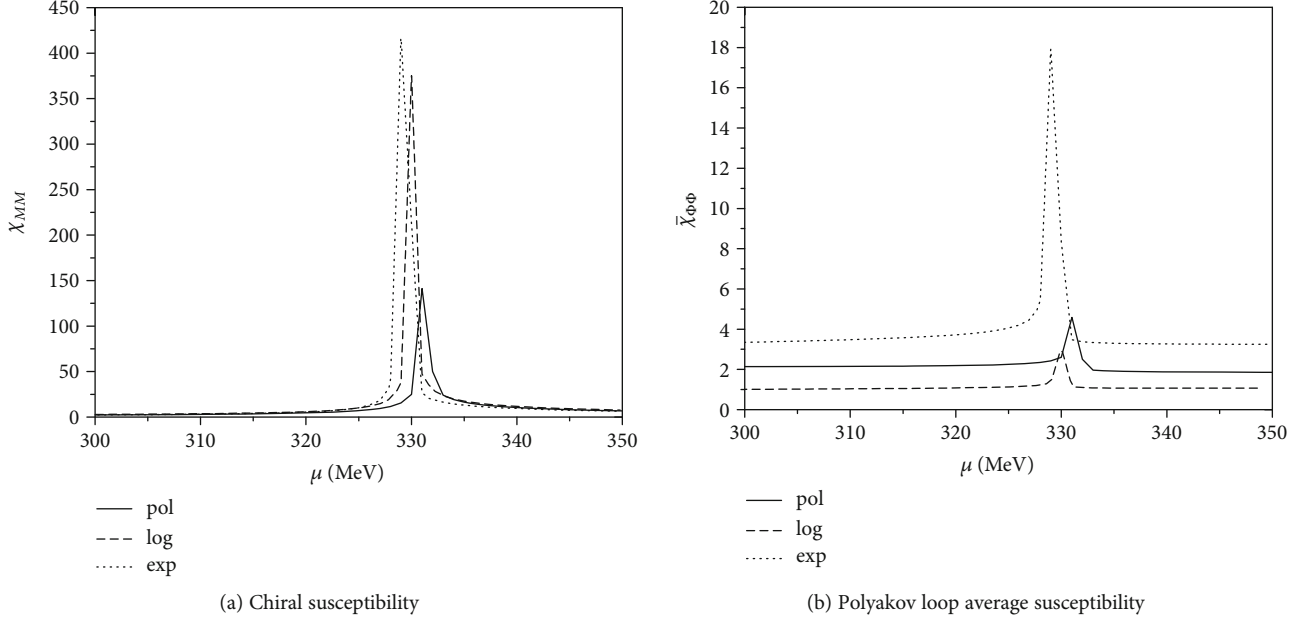 450
400
350
300
250
200
150
100
50
0
χMM
300 310 320 330 340 350
μ (MeV)
pol
log
exp
(a) Chiral susceptibility
20
18
16
14
12
10
8
6
4
2
0
χ̄ΦΦ
300 310 320 330 340 350
μ (MeV)
pol
log
exp
(b) Polyakov loop average susceptibility